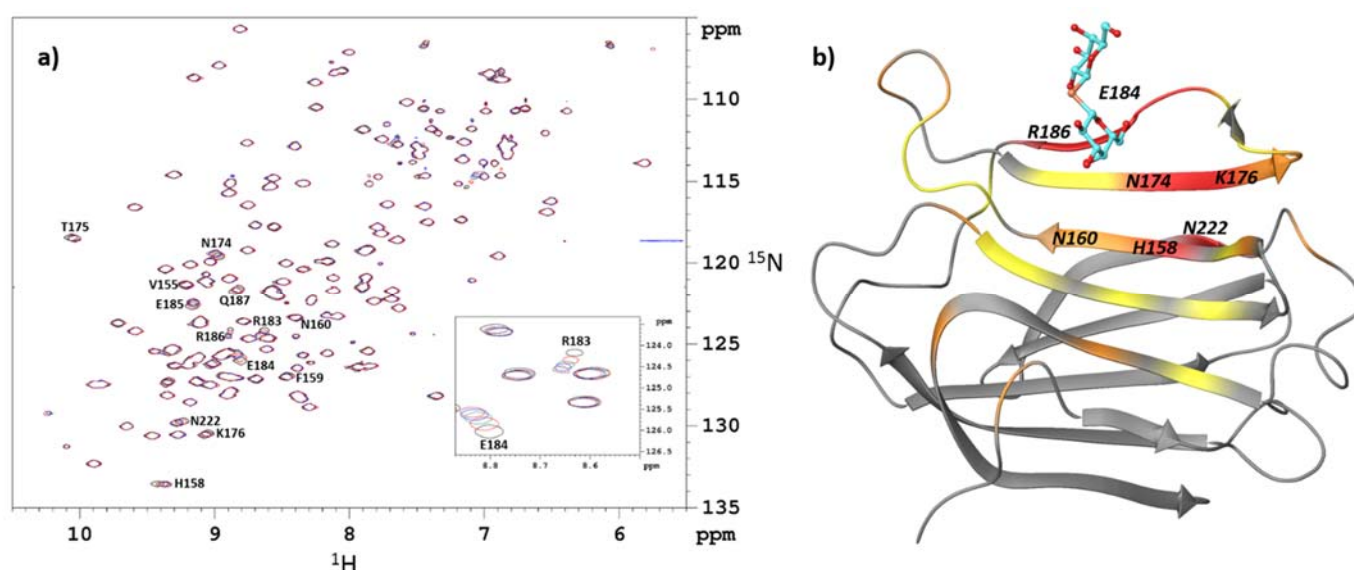 a)
ppm
110
115
120
15N
125
130
135
ppm
10
9
8
7
6
1H
T175
N174
V155
E185
Q187
R183
N160
R186
E184
F159
N222
K176
H158
R183
E184
ppm
124.0
124.5
125.0
125.5
126.0
126.5
8.8
8.7
8.6
ppm
b)
E184
R186
N174
K176
N222
N160
H158